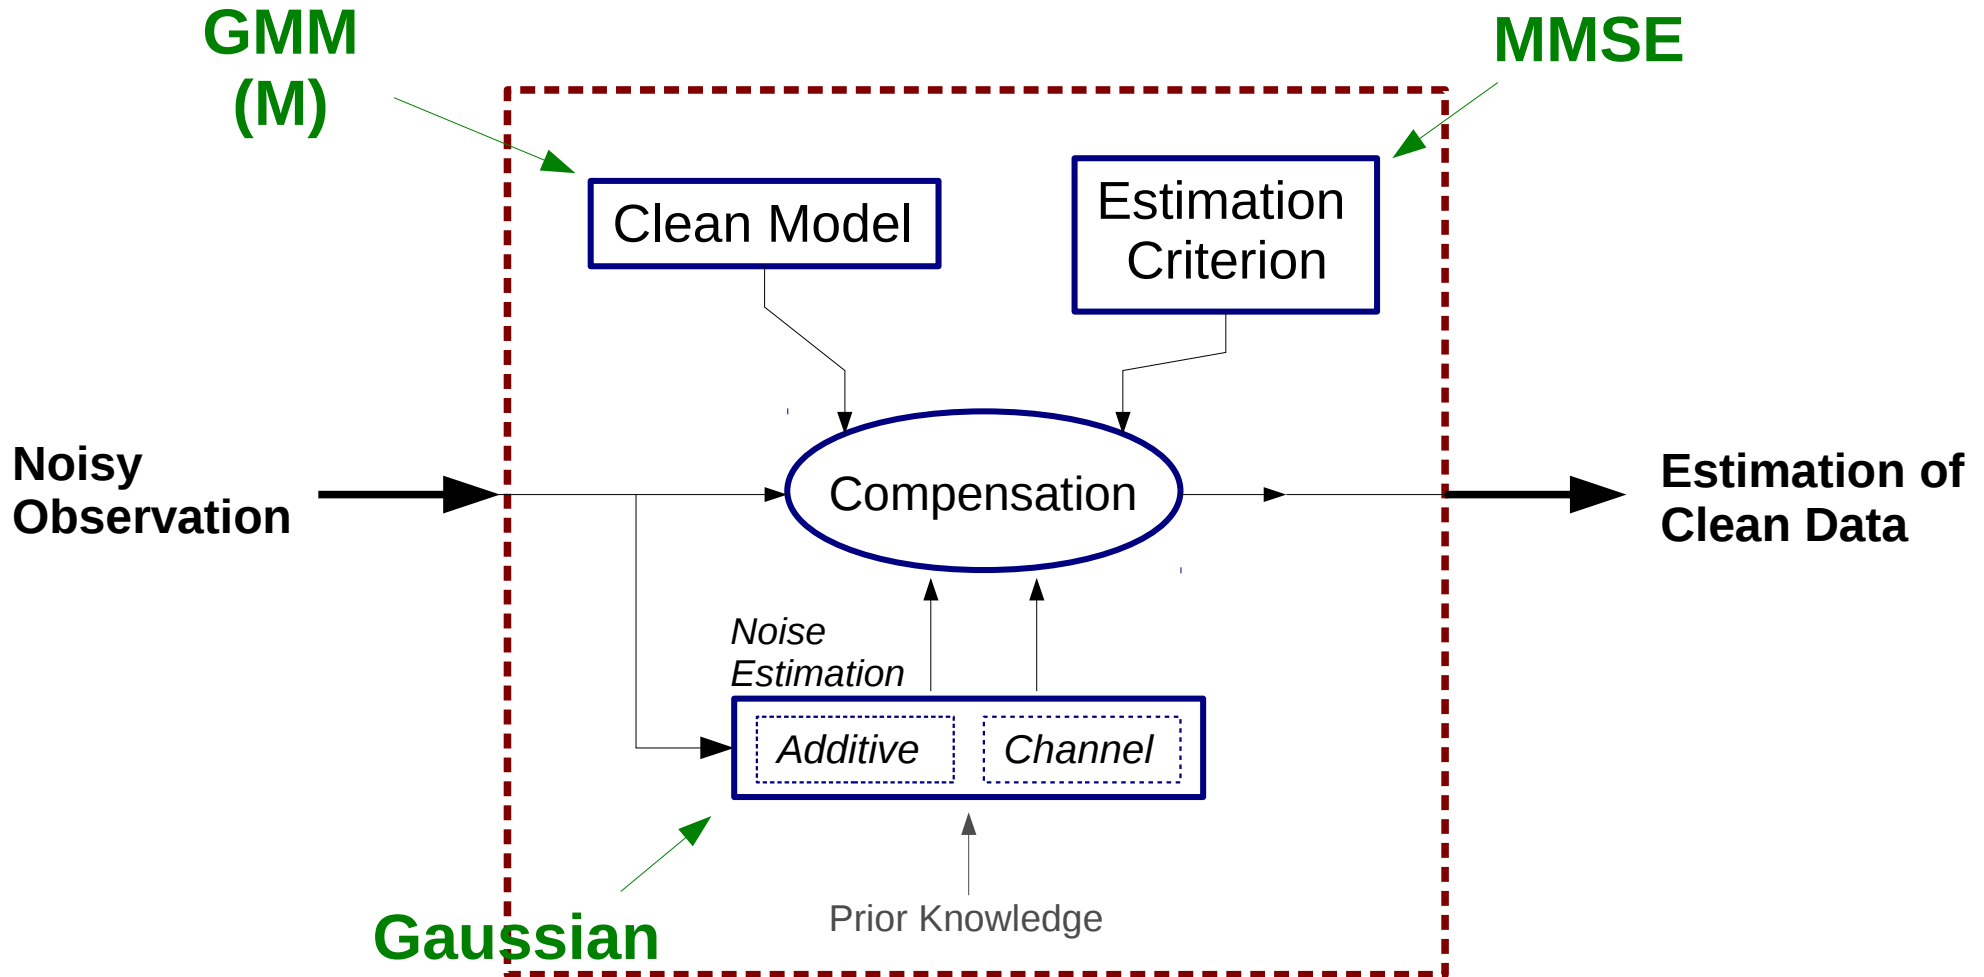 GMM
(M)
MMSE
Clean Model
Estimation
Criterion
Noisy
Observation
Compensation
Estimation of
Clean Data
Noise
Estimation
Additive
Channel
Gaussian
Prior Knowledge